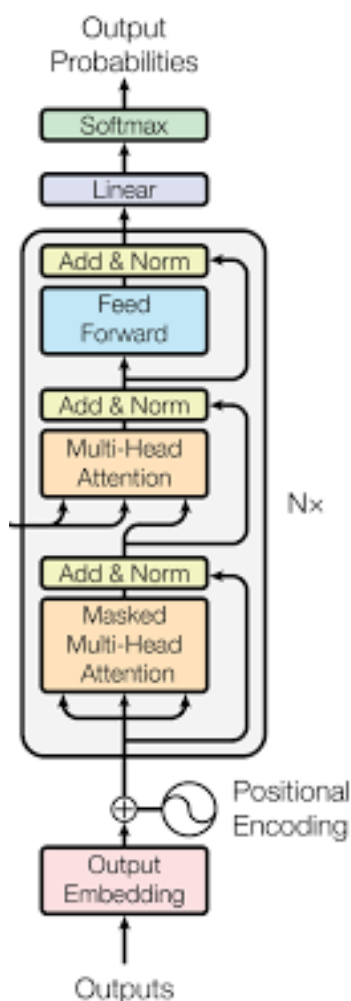 Output
Probabilities
Softmax
Linear
Add & Norm
Feed
Forward
Add & Norm
Multi-Head
Attention
N×
Add & Norm
Masked
Multi-Head
Attention
Positional
Encoding
Output
Embedding
Outputs